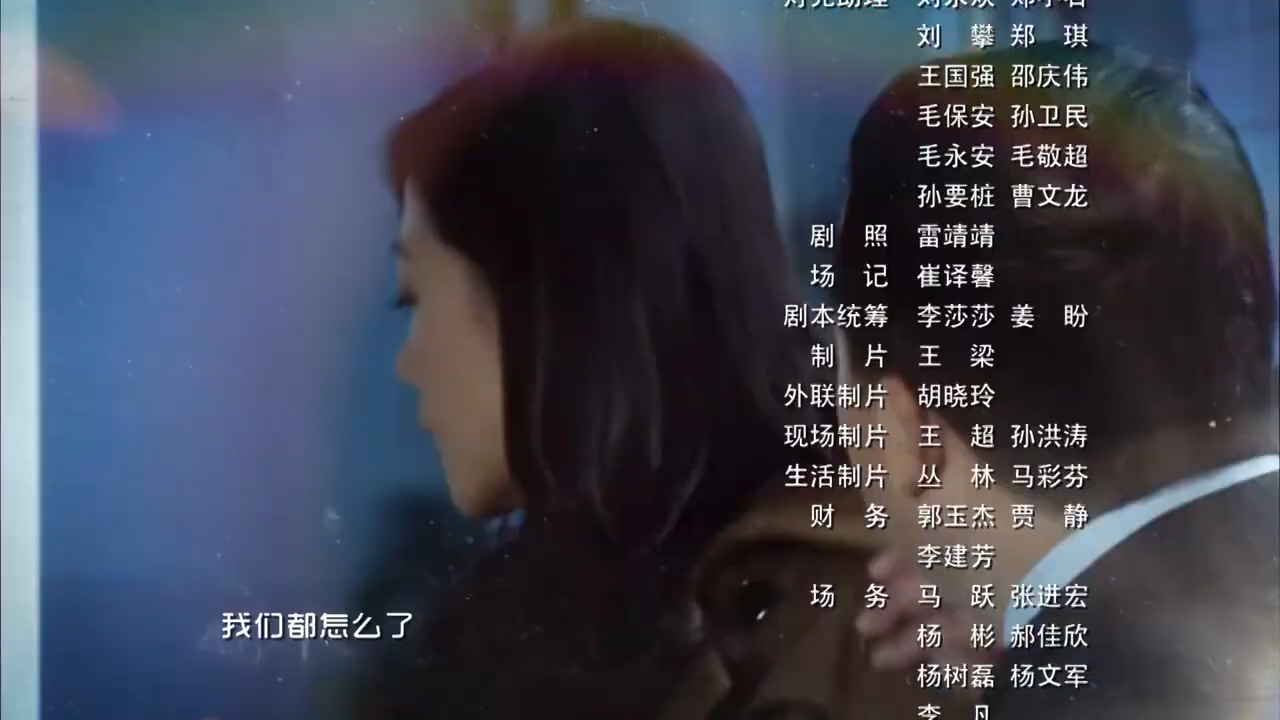 刘 攀 郑 琪
王国强 邵庆伟
毛保安 孙卫民
毛永安 毛敬超
孙要桩 曹文龙
剧 照 雷靖靖
场 记 崔译馨
剧本统筹 李莎莎 姜 盼
制 片 王 梁
外联制片 胡晓玲
现场制片 王 超 孙洪涛
生活制片 丛 林 马彩芬
财 务 郭玉杰 贾 静
李建芳
场 务 马 跃 张进宏
杨 彬 郝佳欣
杨树磊 杨文军
我们都怎么了